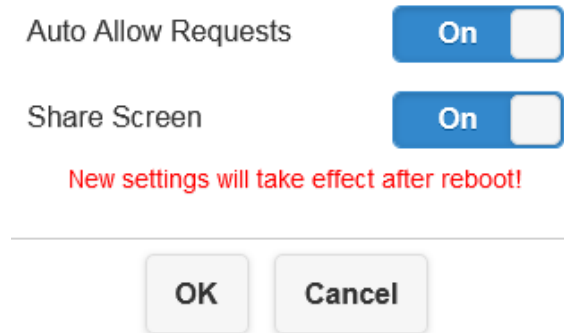 Auto Allow Requests On
Share Screen On
New settings will take effect after reboot!
OK Cancel